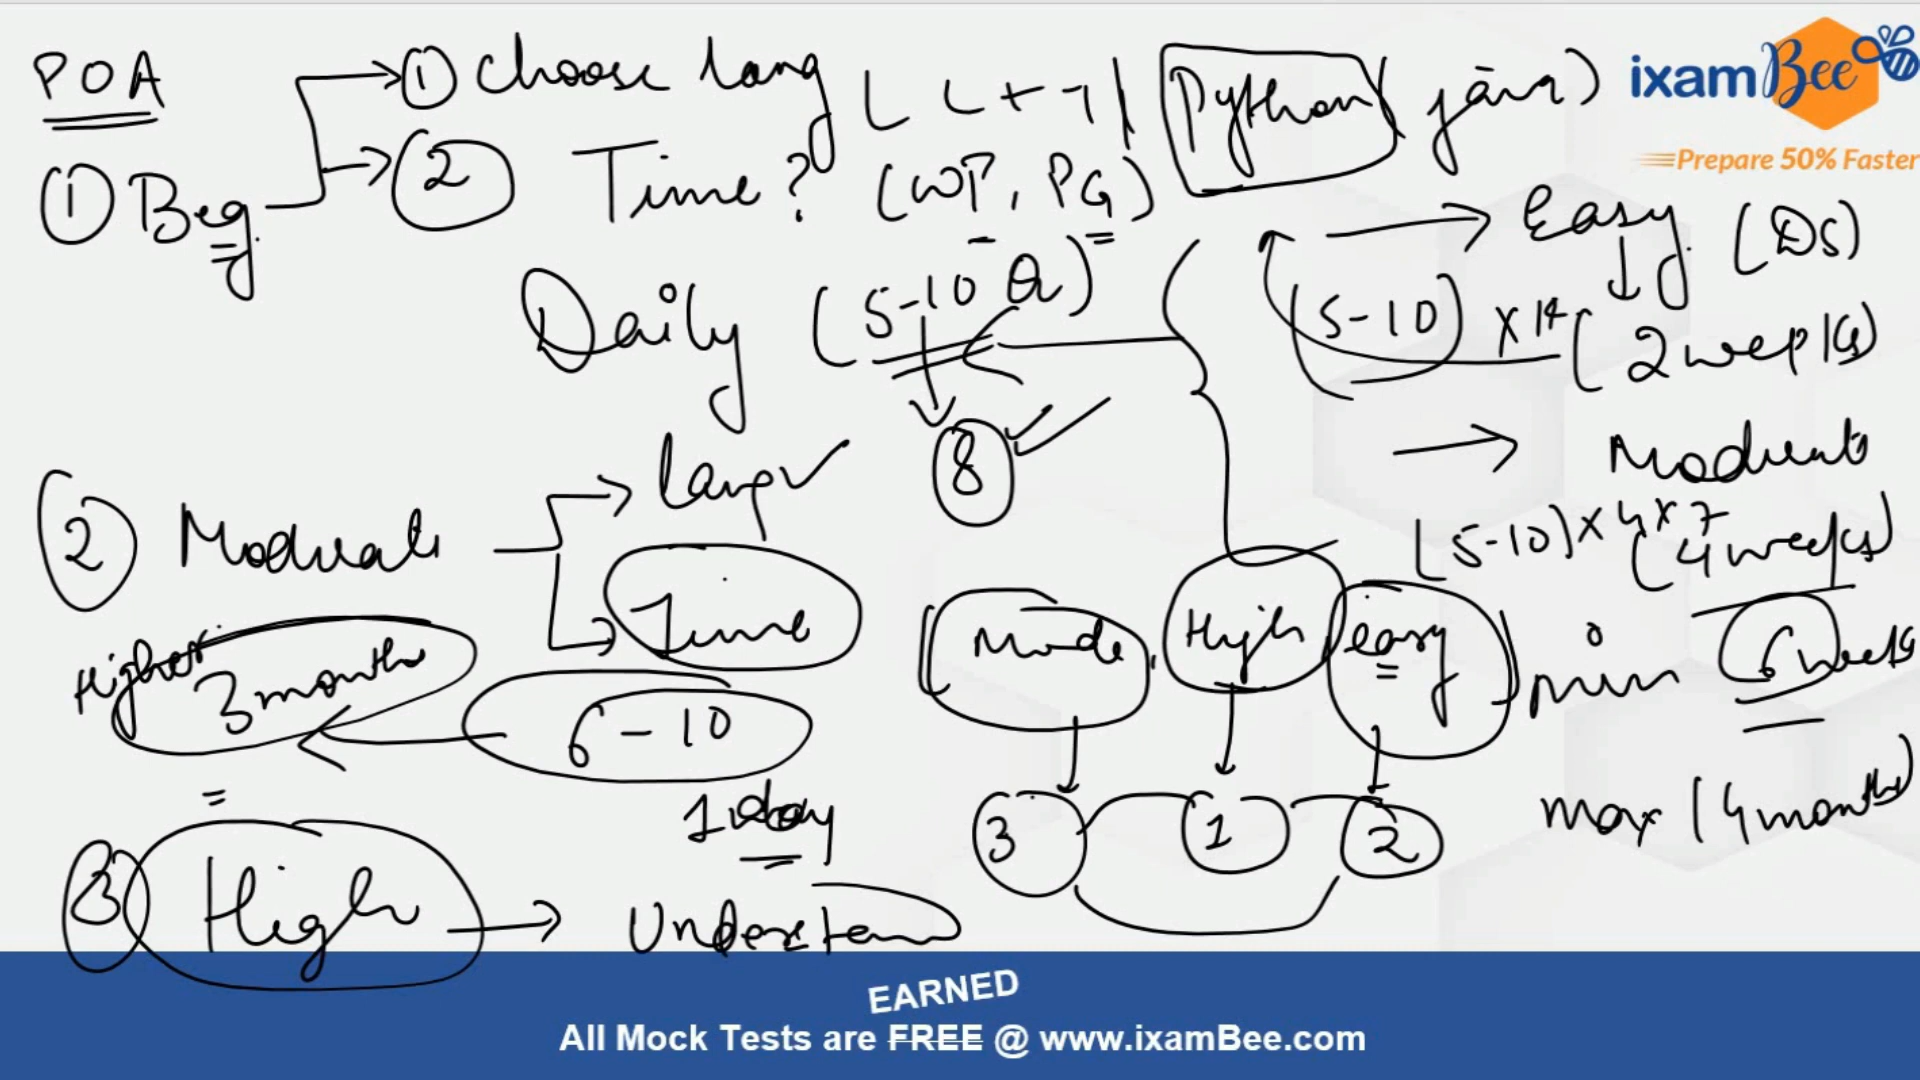 POA
① Beg
① Choose lang
② Time? (WP, PG)
Python (java)
ixamBee
Prepare 50% Faster
Easy (DS)
Daily (5-10 Q)
(5-10) x 14 (2 weeks)
8
② Moduate
lang
Time
Moduate
(5-10) x 4 x 7
(4 weeks)
Mode, High, easy
min 6 weeks
Higher
3 months
6-10
1 day
3 1 2
max (4 months)
③ High
Understan
EARNED
All Mock Tests are FREE @ www.ixamBee.com